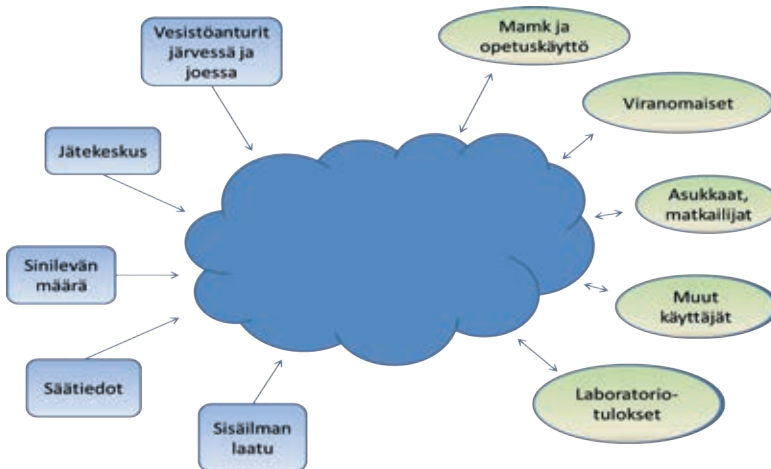 Vesistöanturit
järvessä ja
joessa
Jätekeskus
Sinilevän
määrä
Säätiedot
Sisäilman
laatu
Mamk ja
opetuskäyttö
Viranomaiset
Asukkaat,
matkailijat
Muut
käyttäjät
Laboratorio-
tulokset